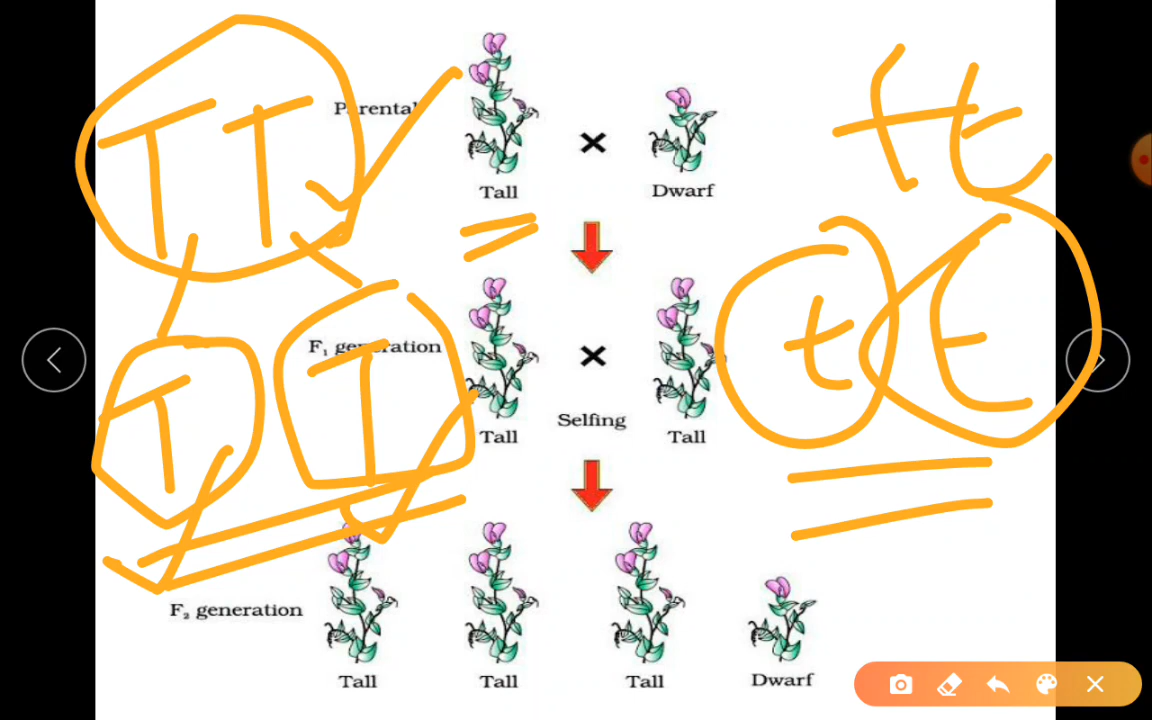 TT
tt
Parental
Tall
Dwarf
T
T
t
t
F₁ generation
Selfing
Tall
Tall
F₂ generation
Tall
Tall
Tall
Dwarf